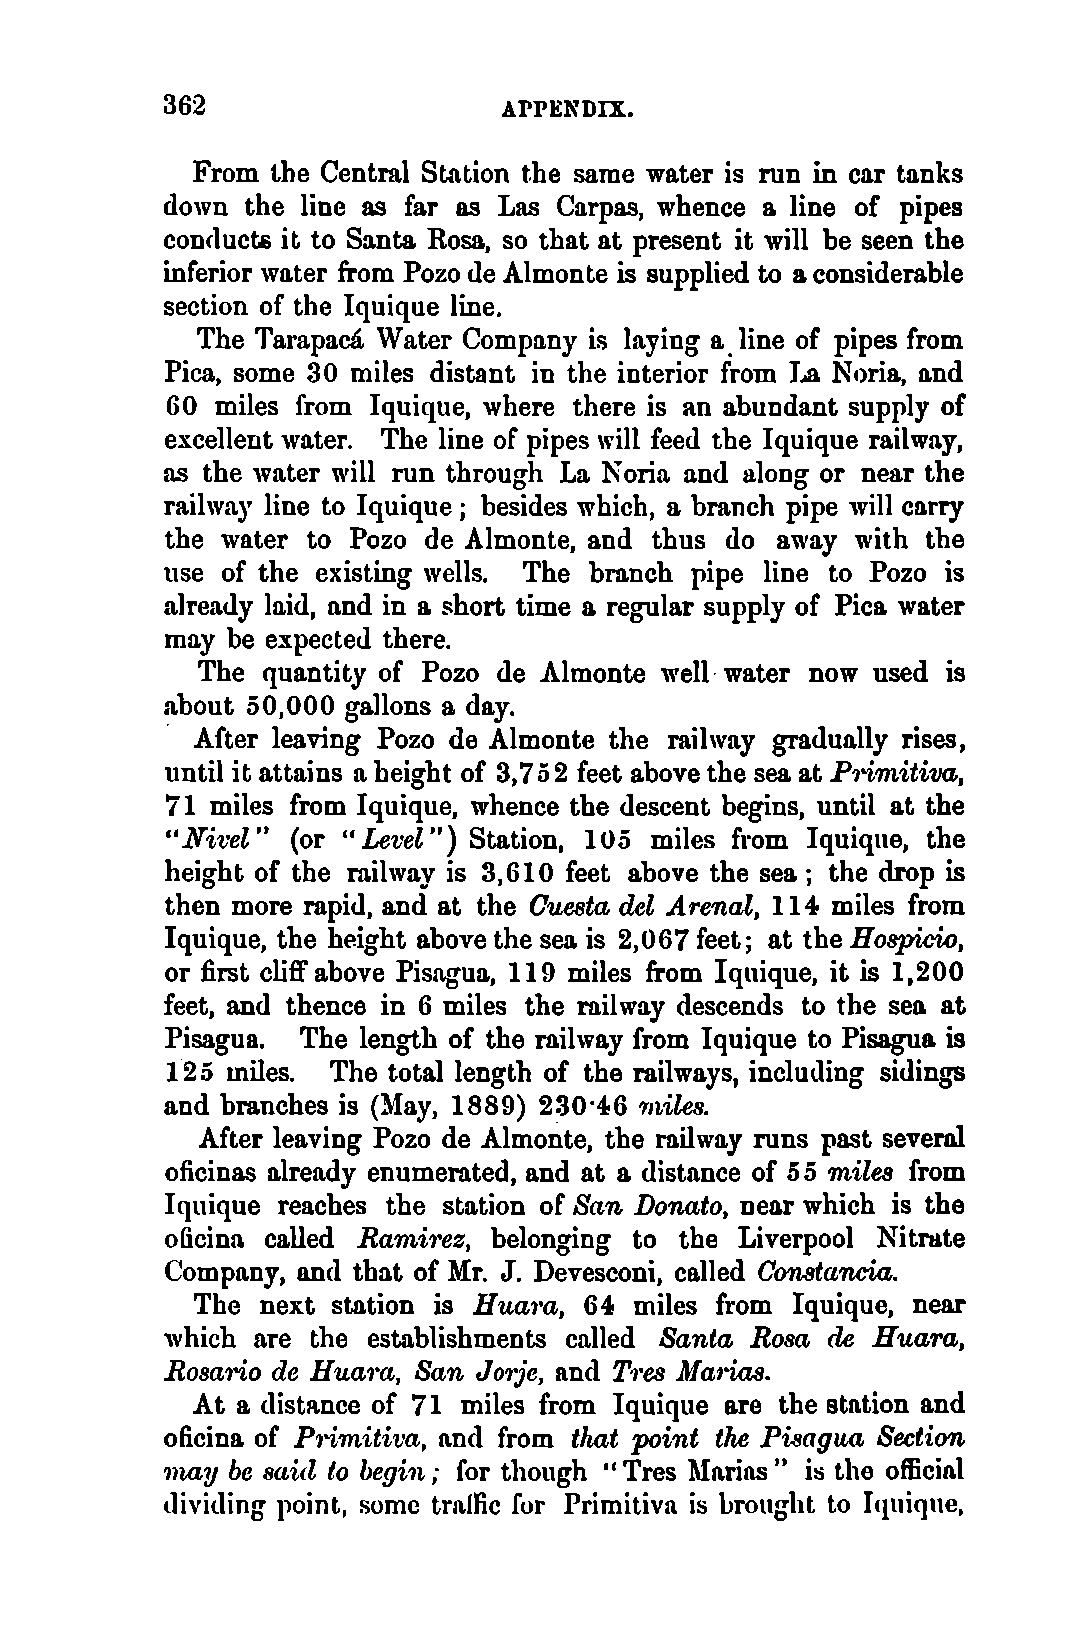 362 APPENDIX.
From the Central Station the same water is run in car tanks
down the line as far as Las Carpas, whence a line of pipes
conducts it to Santa Rosa, so that at present it will be seen the
inferior water from Pozo de Almonte is supplied to a considerable
section of the Iquique line.
The Tarapacá Water Company is laying a line of pipes from
Pica, some 30 miles distant in the interior from La Noria, and
60 miles from Iquique, where there is an abundant supply of
excellent water. The line of pipes will feed the Iquique railway,
as the water will run through La Noria and along or near the
railway line to Iquique; besides which, a branch pipe will carry
the water to Pozo de Almonte, and thus do away with the
use of the existing wells. The branch pipe line to Pozo is
already laid, and in a short time a regular supply of Pica water
may be expected there.
The quantity of Pozo de Almonte well water now used is
about 50,000 gallons a day.
After leaving Pozo de Almonte the railway gradually rises,
until it attains a height of 3,752 feet above the sea at Primitiva,
71 miles from Iquique, whence the descent begins, until at the
"Nivel" (or "Level") Station, 105 miles from Iquique, the
height of the railway is 3,610 feet above the sea; the drop is
then more rapid, and at the Cuesta del Arenal, 114 miles from
Iquique, the height above the sea is 2,067 feet; at the Hospicio,
or first cliff above Pisagua, 119 miles from Iquique, it is 1,200
feet, and thence in 6 miles the railway descends to the sea at
Pisagua. The length of the railway from Iquique to Pisagua is
125 miles. The total length of the railways, including sidings
and branches is (May, 1889) 230·46 miles.
After leaving Pozo de Almonte, the railway runs past several
oficinas already enumerated, and at a distance of 55 miles from
Iquique reaches the station of San Donato, near which is the
oficina called Ramirez, belonging to the Liverpool Nitrate
Company, and that of Mr. J. Devesconi, called Constancia.
The next station is Huara, 64 miles from Iquique, near
which are the establishments called Santa Rosa de Huara,
Rosario de Huara, San Jorje, and Tres Marias.
At a distance of 71 miles from Iquique are the station and
oficina of Primitiva, and from that point the Pisagua Section
may be said to begin; for though "Tres Marias" is the official
dividing point, some traffic for Primitiva is brought to Iquique,